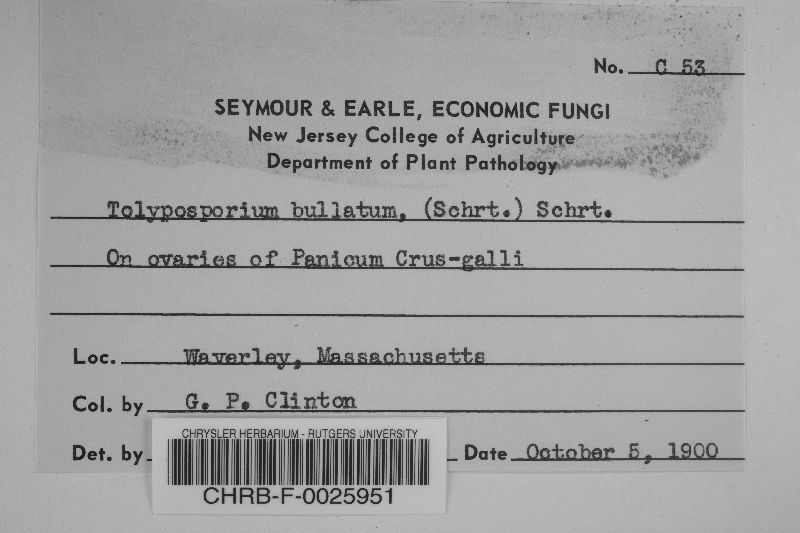 No. C 53
SEYMOUR & EARLE, ECONOMIC FUNGI
New Jersey College of Agriculture
Department of Plant Pathology
Tolyposporium bullatum, (Schrt.) Schrt.
On ovaries of Panicum Crus-galli
Loc. Waverley, Massachusetts
Col. by G. P. Clinton
Det. by Date October 5, 1900
CHRYSLER HERBARIUM - RUTGERS UNIVERSITY
CHRB-F-0025951